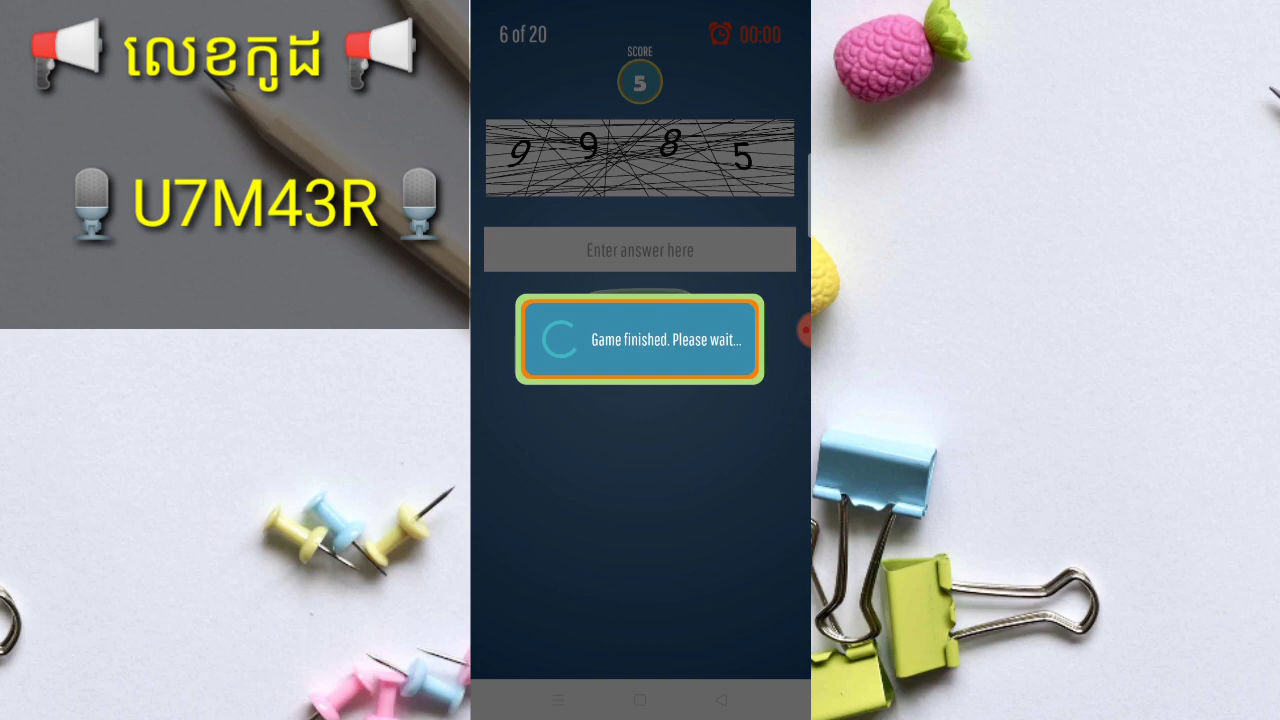 លេខកូដ
U7M43R
6 of 20
00:00
SCORE
5
9 9 8 5
Enter answer here
Game finished. Please wait...